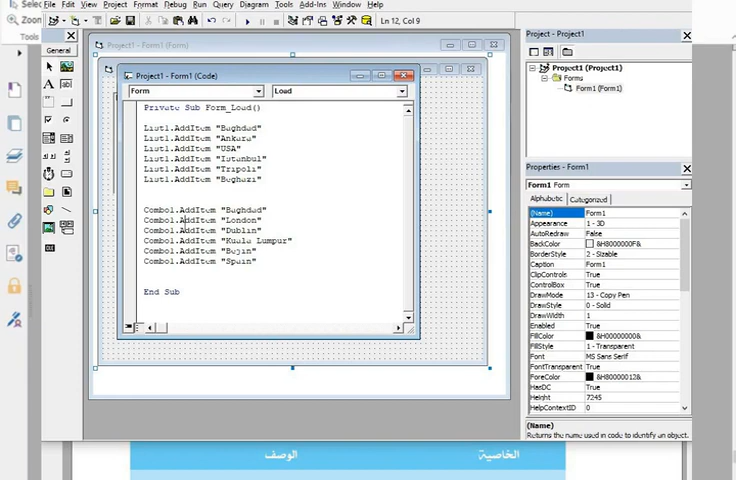 File Edit View Project Format Debug Run Query Diagram Tools Add-Ins Window Help
Ln 12, Col 9
Select
Zoom
Tools
General
Project1 - Form1 (Form)
Project1 - Form1 (Code)
Form
Load
Private Sub Form_Load()
List1.AddItem "Baghdad"
List1.AddItem "Ankara"
List1.AddItem "USA"
List1.AddItem "Istanbul"
List1.AddItem "Tripoli"
List1.AddItem "Beghazi"
Combo1.AddItem "Baghdad"
Combo1.AddItem "London"
Combo1.AddItem "Dublin"
Combo1.AddItem "Kuala Lumpur"
Combo1.AddItem "Bejin"
Combo1.AddItem "Spain"
End Sub
Project - Project1
Project1 (Project1)
Forms
Form1 (Form1)
Properties - Form1
Form1 Form
Alphabetic Categorized
(Name) Form1
Appearance 1 - 3D
AutoRedraw False
BackColor &H8000000F&
BorderStyle 2 - Sizable
Caption Form1
ClipControls True
ControlBox True
DrawMode 13 - Copy Pen
DrawStyle 0 - Solid
DrawWidth 1
Enabled True
FillColor &H00000000&
FillStyle 1 - Transparent
Font MS Sans Serif
FontTransparent True
ForeColor &H80000012&
HasDC True
Height 7245
HelpContextID 0
(Name)
Returns the name used in code to identify an object.
الخاصية الوصف